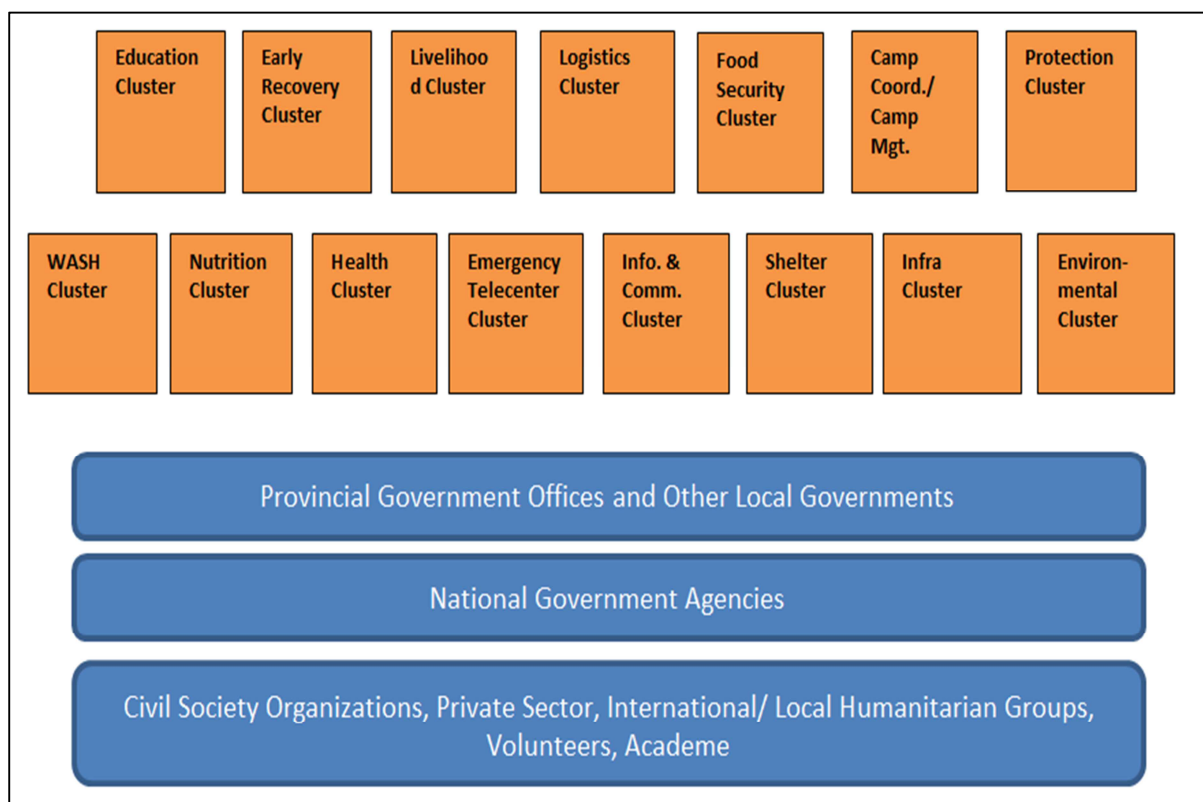 Education
Cluster
Early
Recovery
Cluster
Livelihoo
d Cluster
Logistics
Cluster
Food
Security
Cluster
Camp
Coord./
Camp
Mgt.
Protection
Cluster
WASH
Cluster
Nutrition
Cluster
Health
Cluster
Emergency
Telecenter
Cluster
Info. &
Comm.
Cluster
Shelter
Cluster
Infra
Cluster
Environ-
mental
Cluster
Provincial Government Offices and Other Local Governments
National Government Agencies
Civil Society Organizations, Private Sector, International/ Local Humanitarian Groups,
Volunteers, Academe